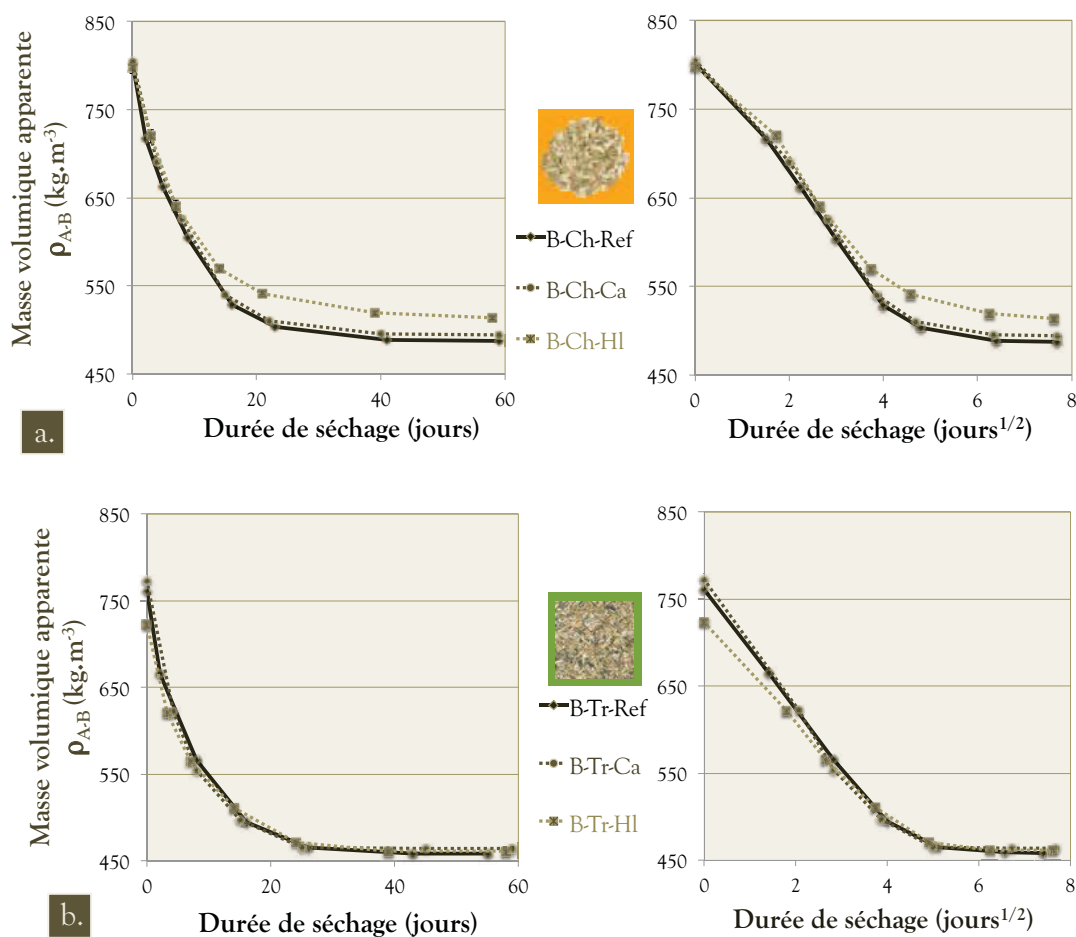 Masse volumique apparente
ρA-B (kg.m-3)
850
750
650
550
450
0
20
40
60
Durée de séchage (jours)
B-Ch-Ref
B-Ch-Ca
B-Ch-Hl
850
750
650
550
450
0
2
4
6
8
Durée de séchage (jours1/2)
a.
Masse volumique apparente
ρA-B (kg.m-3)
850
750
650
550
450
0
20
40
60
Durée de séchage (jours)
B-Tr-Ref
B-Tr-Ca
B-Tr-Hl
850
750
650
550
450
0
2
4
6
8
Durée de séchage (jours1/2)
b.